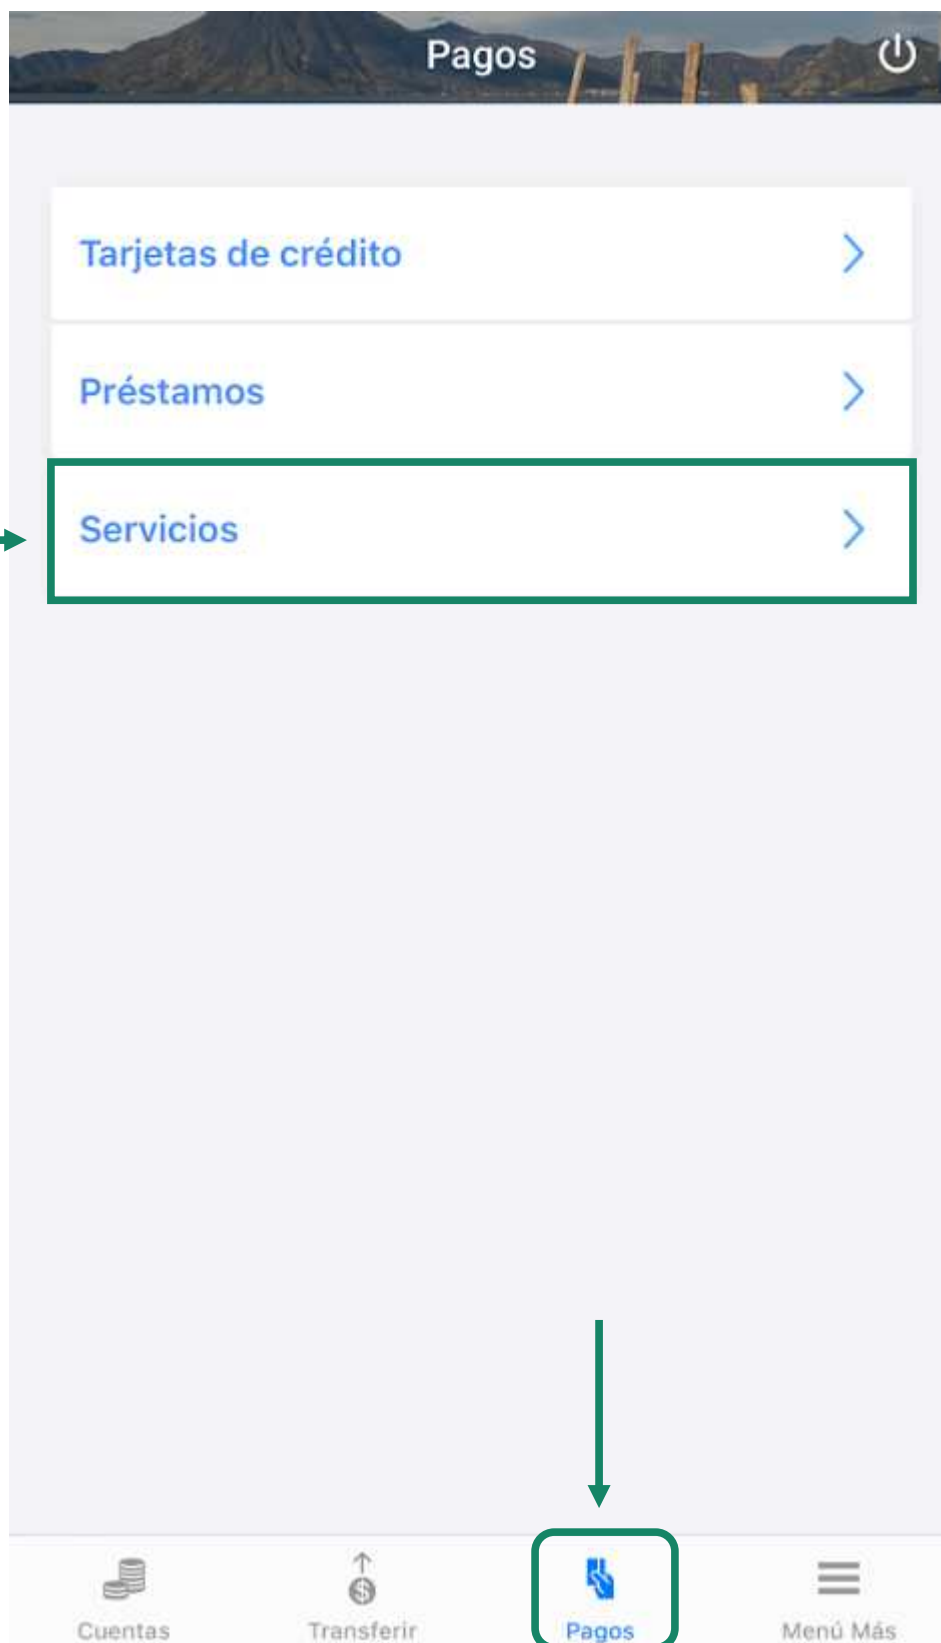 Pagos
Tarjetas de crédito
Préstamos
Servicios
Cuentas
Transferir
Pagos
Menú Más